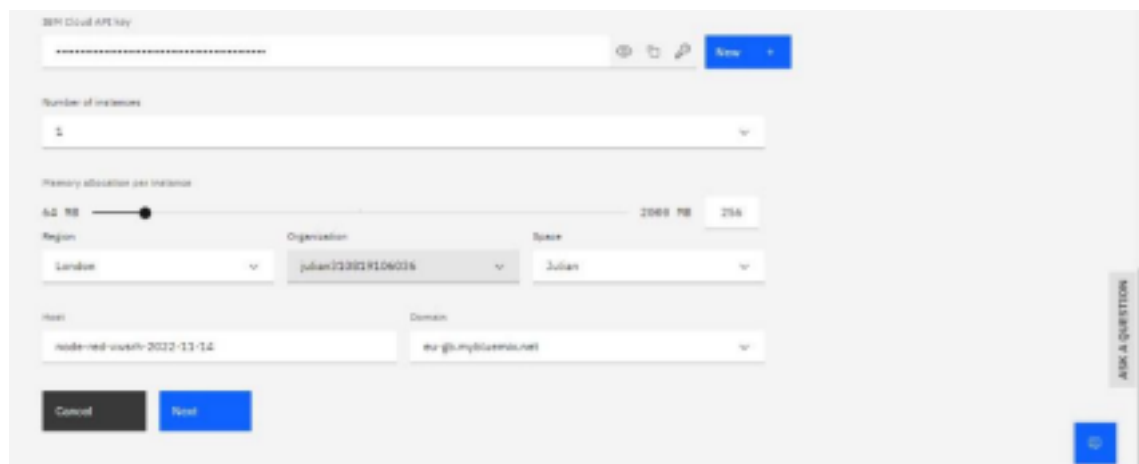 IBM Cloud API key
New +
Number of instances
1
Memory allocation per instance
64 MB 2000 MB 256
Region Organization Space
London Julian
Host Domain
eu-gb.mybluemix.net
Cancel Next
ASK A QUESTION